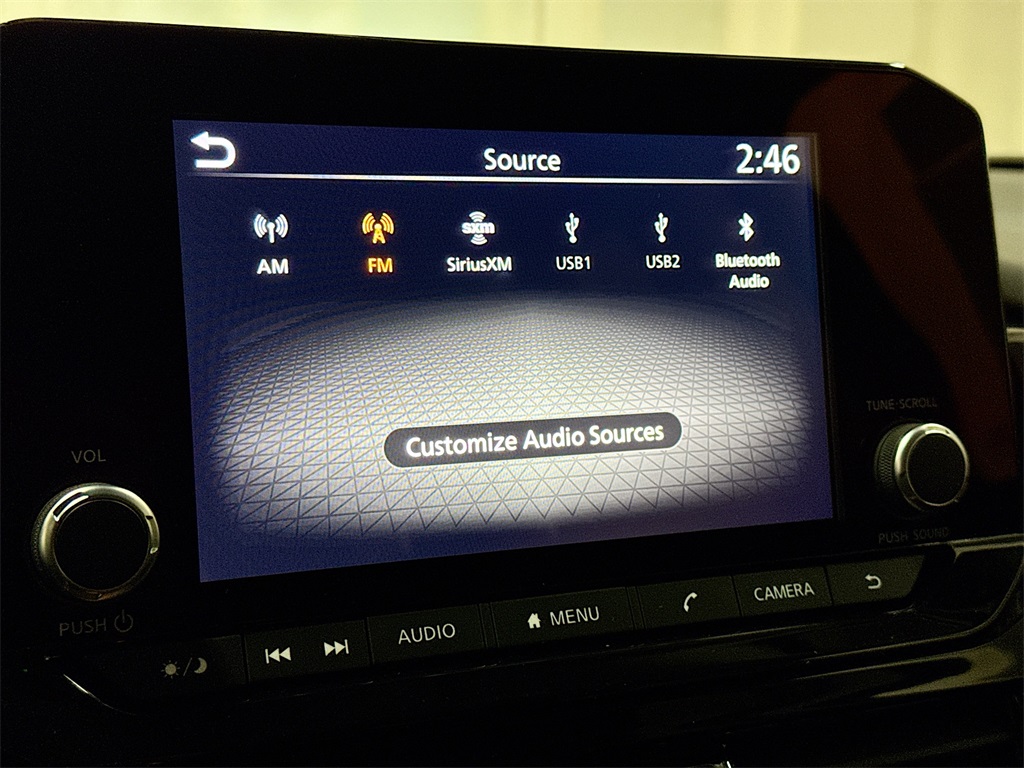 Source
2:46
AM
FM
sxm
SiriusXM
USB1
USB2
Bluetooth
Audio
Customize Audio Sources
TUNE·SCROLL
VOL
PUSH SOUND
PUSH
AUDIO
MENU
CAMERA